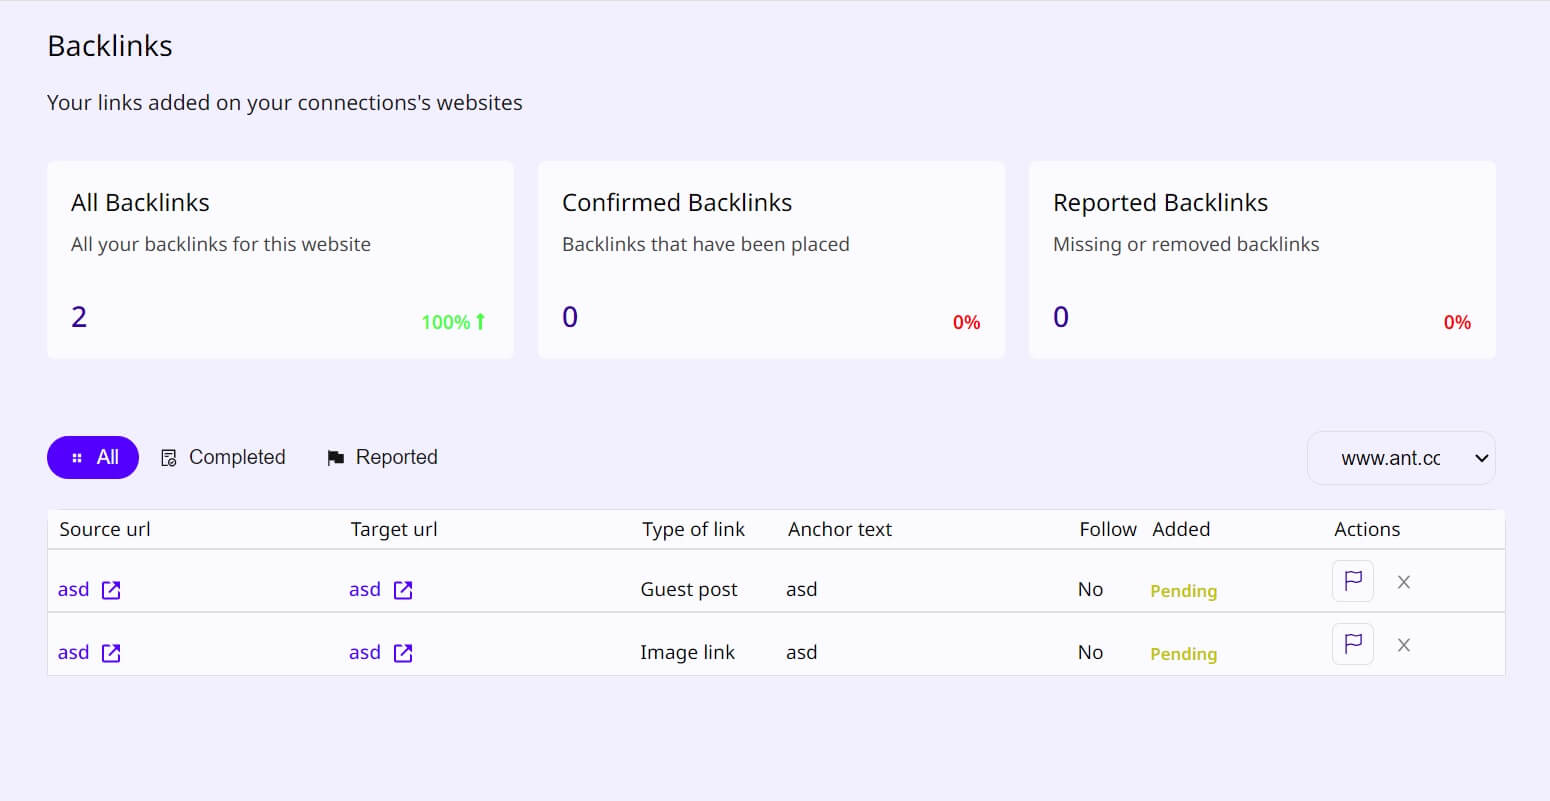 Backlinks
Your links added on your connections's websites
All Backlinks
All your backlinks for this website
2
100%
Confirmed Backlinks
Backlinks that have been placed
0
0%
Reported Backlinks
Missing or removed backlinks
0
0%
All Completed Reported
www.ant.cc
Source url Target url Type of link Anchor text Follow Added Actions
asd asd Guest post asd No Pending
asd asd Image link asd No Pending